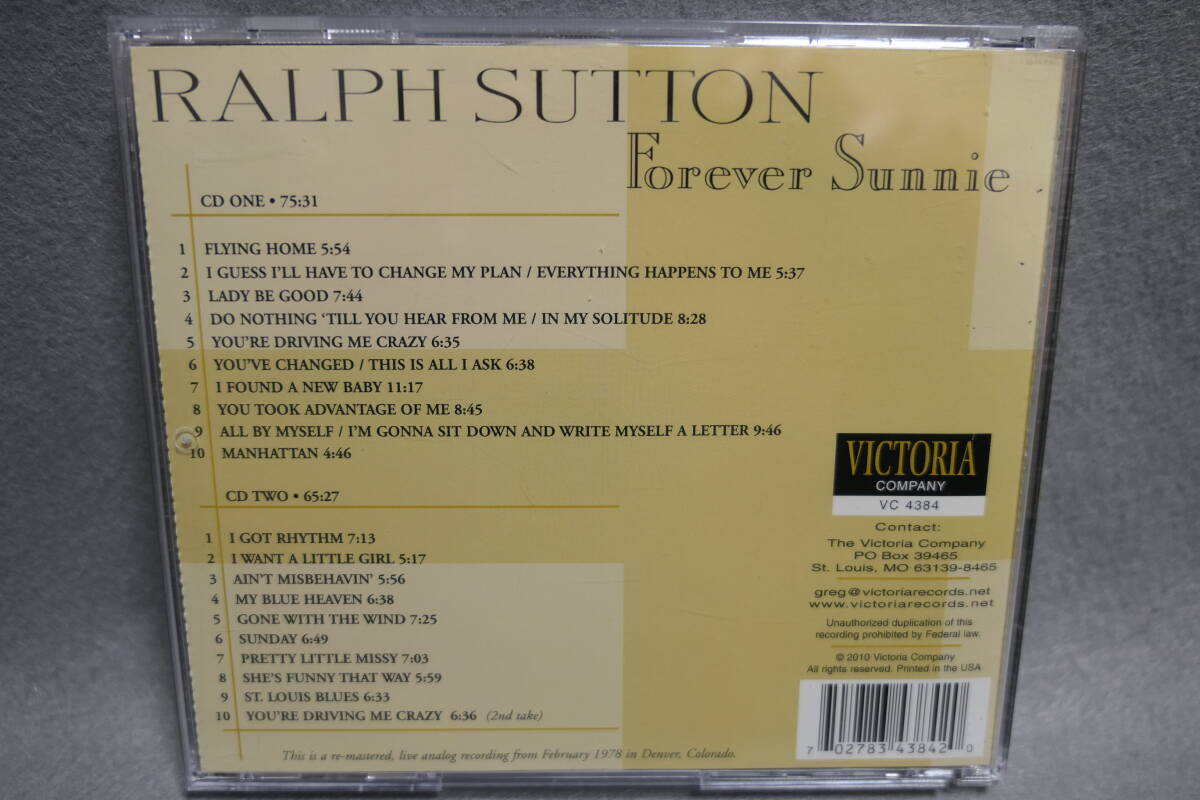 RALPH SUTTON
Forever Sunnie
CD ONE • 75:31
1 FLYING HOME 5:54
2 I GUESS I'LL HAVE TO CHANGE MY PLAN / EVERYTHING HAPPENS TO ME 5:37
3 LADY BE GOOD 7:44
4 DO NOTHING ‘TILL YOU HEAR FROM ME / IN MY SOLITUDE 8:28
5 YOU'RE DRIVING ME CRAZY 6:35
6 YOU'VE CHANGED / THIS IS ALL I ASK 6:38
7 I FOUND A NEW BABY 11:17
8 YOU TOOK ADVANTAGE OF ME 8:45
9 ALL BY MYSELF / I'M GONNA SIT DOWN AND WRITE MYSELF A LETTER 9:46
10 MANHATTAN 4:46
CD TWO • 65:27
1 I GOT RHYTHM 7:13
2 I WANT A LITTLE GIRL 5:17
3 AIN'T MISBEHAVIN' 5:56
4 MY BLUE HEAVEN 6:38
5 GONE WITH THE WIND 7:25
6 SUNDAY 6:49
7 PRETTY LITTLE MISSY 7:03
8 SHE'S FUNNY THAT WAY 5:59
9 ST. LOUIS BLUES 6:33
10 YOU'RE DRIVING ME CRAZY 6:36 (2nd take)
This is a re-mastered, live analog recording from February 1978 in Denver, Colorado.
VICTORIA
COMPANY
VC 4384
Contact:
The Victoria Company
PO Box 39465
St. Louis, MO 63139-8465
greg@victoriarecords.net
www.victoriarecords.net
Unauthorized duplication of this
recording prohibited by Federal law.
© 2010 Victoria Company
All rights reserved. Printed in the USA
7 02783 43842 0